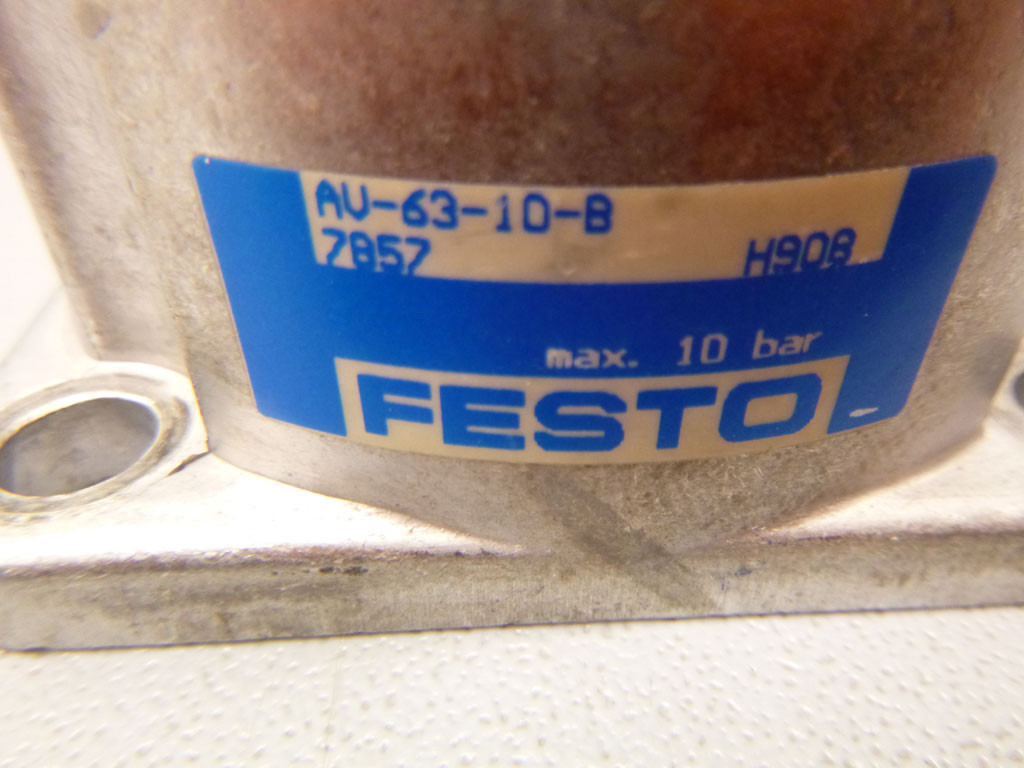 AV-63-10-B
7857 H908
max. 10 bar
FESTO